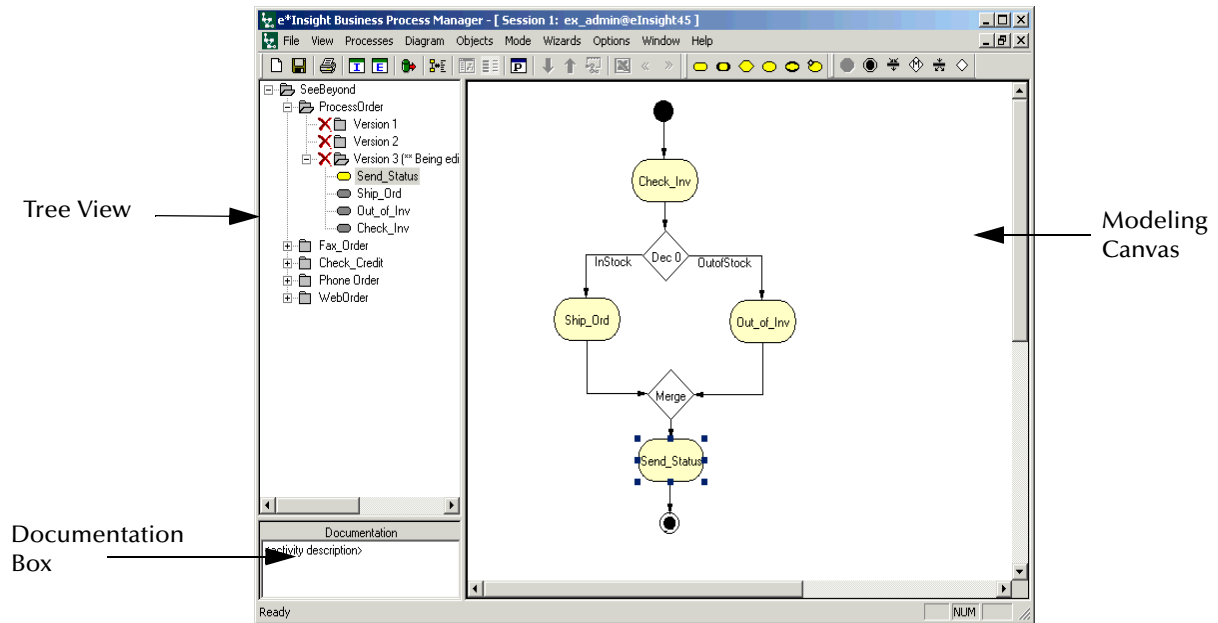 e*Insight Business Process Manager - [ Session 1: ex_admin@eInsight45 ]
File View Processes Diagram Objects Mode Wizards Options Window Help
I E P
SeeBeyond
ProcessOrder
Version 1
Version 2
Version 3 (** Being edi
Send_Status
Ship_Ord
Out_of_Inv
Check_Inv
Fax_Order
Check_Credit
Phone Order
WebOrder
Tree View
Check_Inv
Dec 0
InStock
OutofStock
Ship_Ord
Out_of_Inv
Merge
Send_Status
Modeling
Canvas
Documentation
Box
Documentation
<activity description>
Ready
NUM